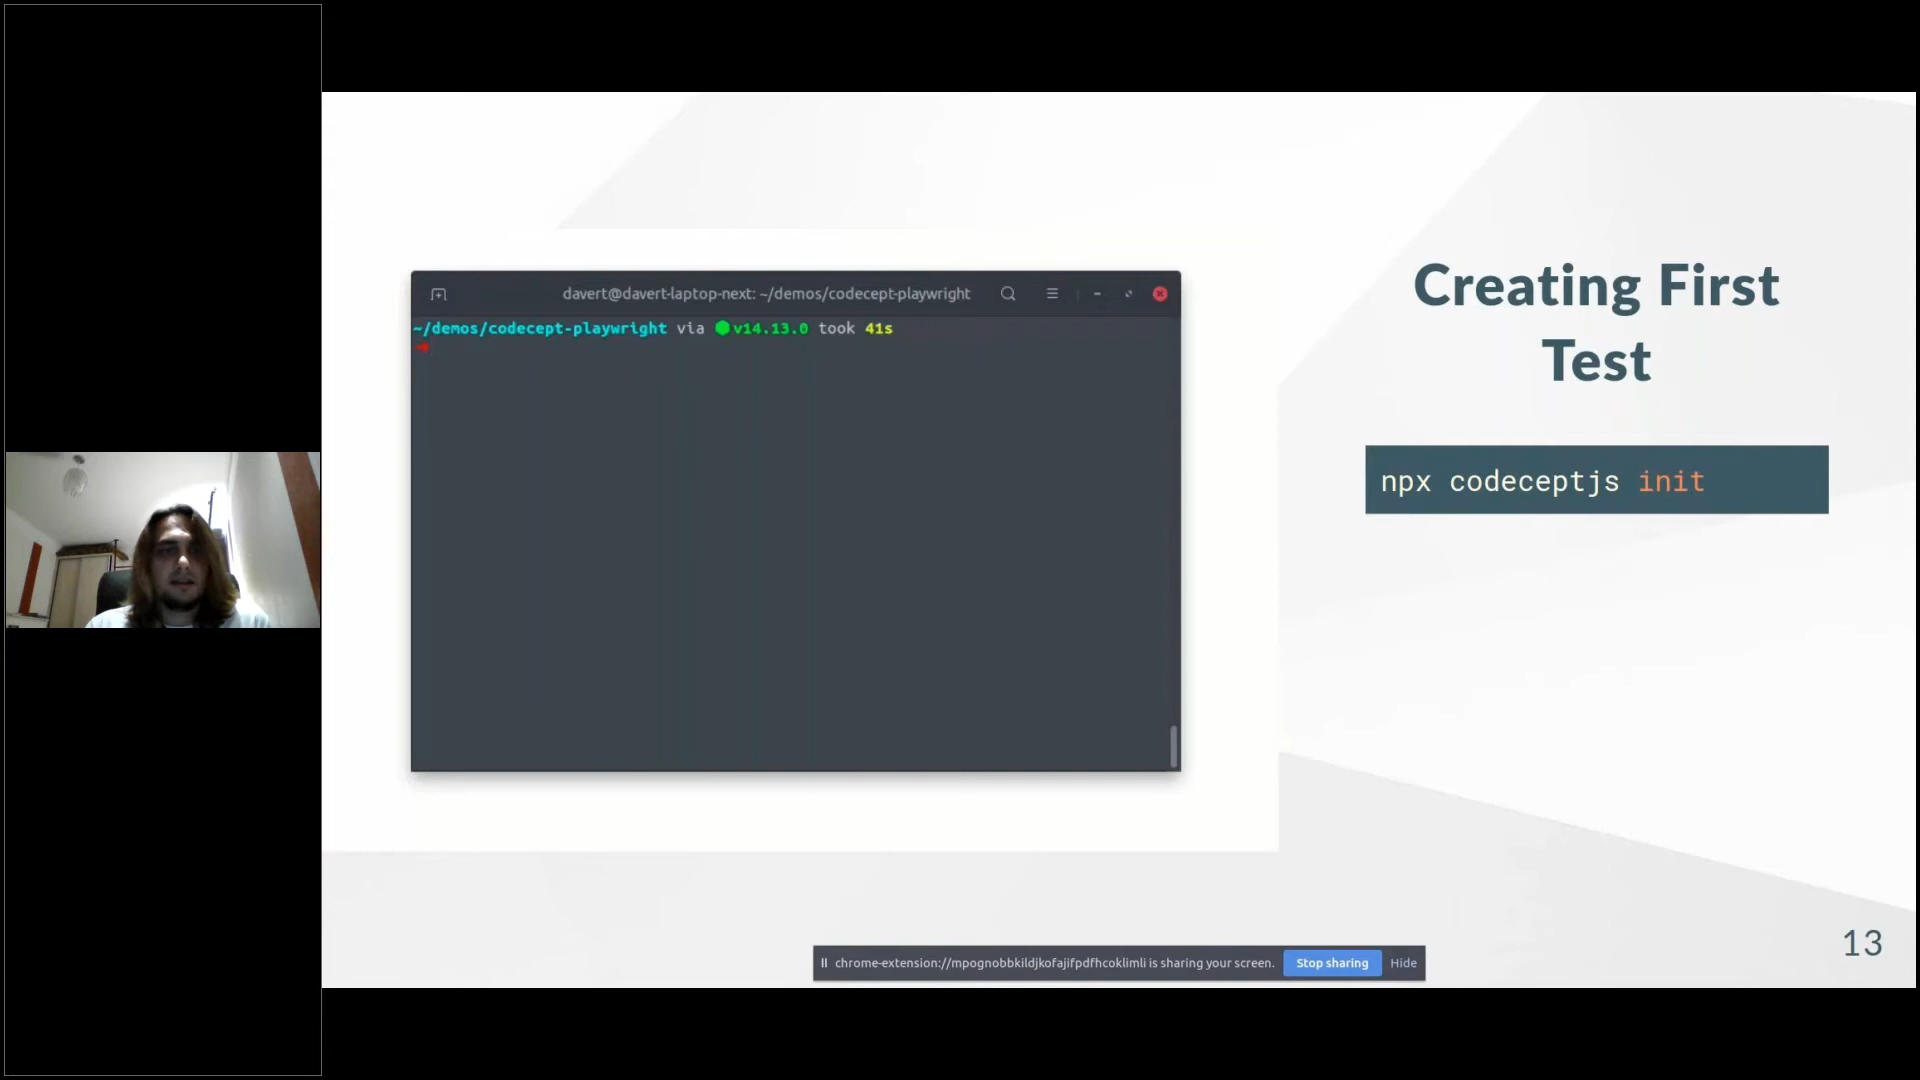 davert@davert-laptop-next: ~/demos/codecept-playwright
~/demos/codecept-playwright via v14.13.0 took 41s
Creating First
Test
npx codeceptjs init
chrome-extension://mpognobbkildjkofajifpdfhcoklimli is sharing your screen. Stop sharing Hide
13